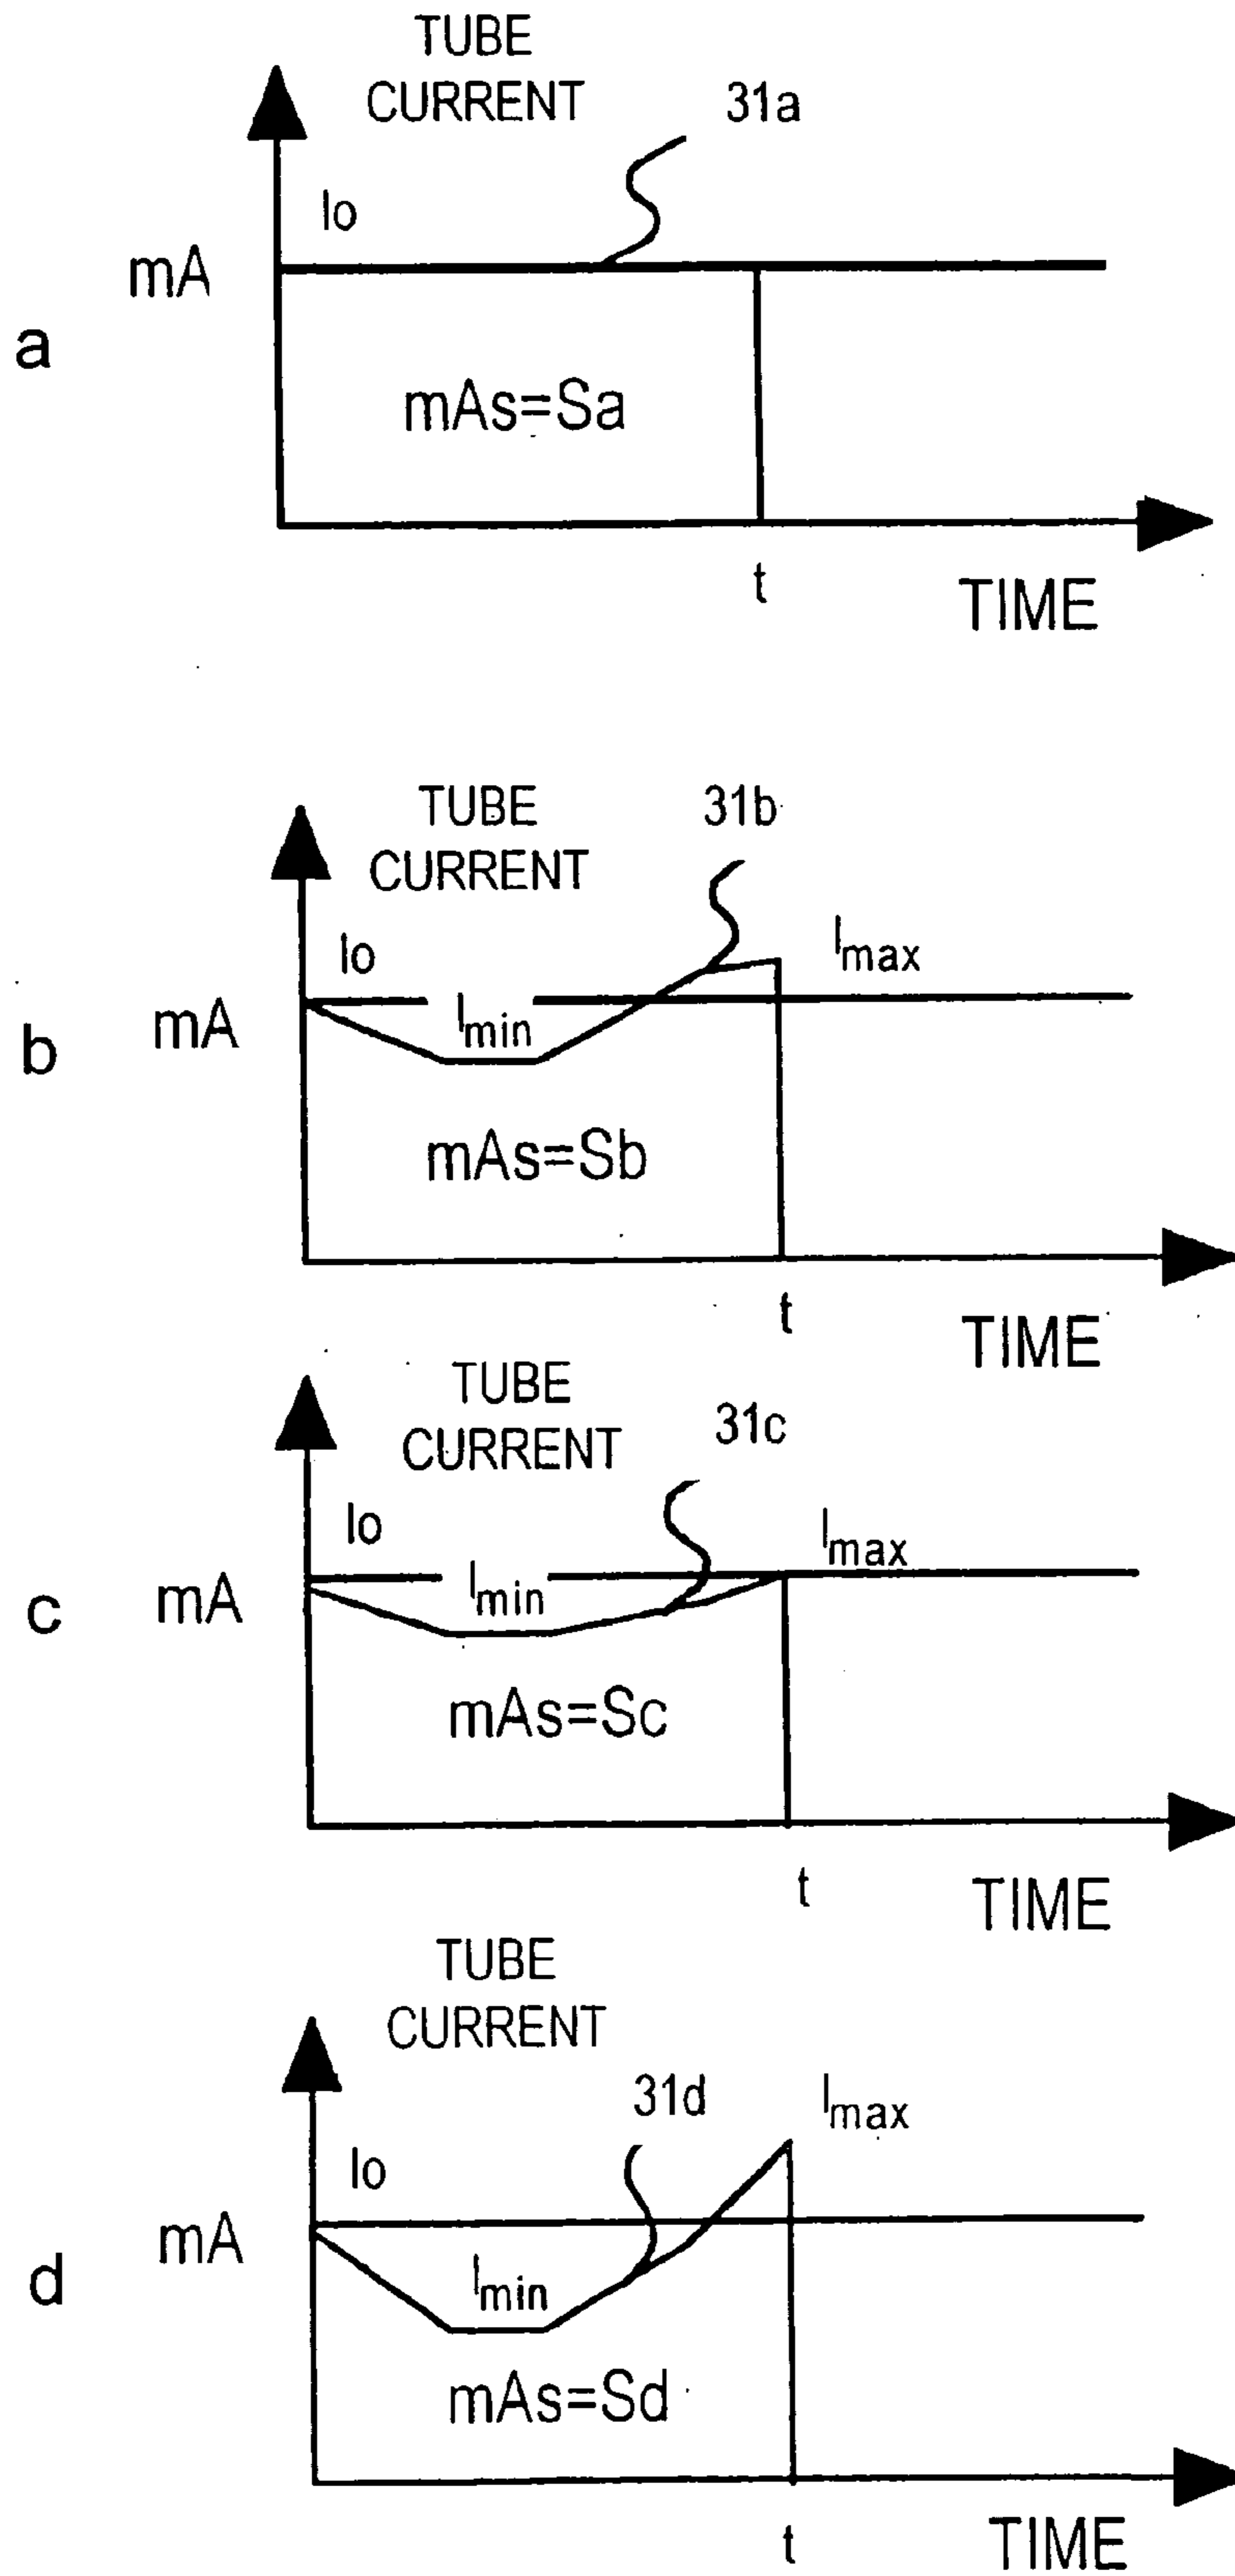 TUBE
CURRENT
31a
Io
mA
a
mAs=Sa
t
TIME
TUBE
CURRENT
31b
Io
Imax
Imin
mA
b
mAs=Sb
t
TIME
TUBE
CURRENT
31c
Io
Imax
Imin
mA
c
mAs=Sc
t
TIME
TUBE
CURRENT
31d
Imax
Io
mA
Imin
d
mAs=Sd
t
TIME